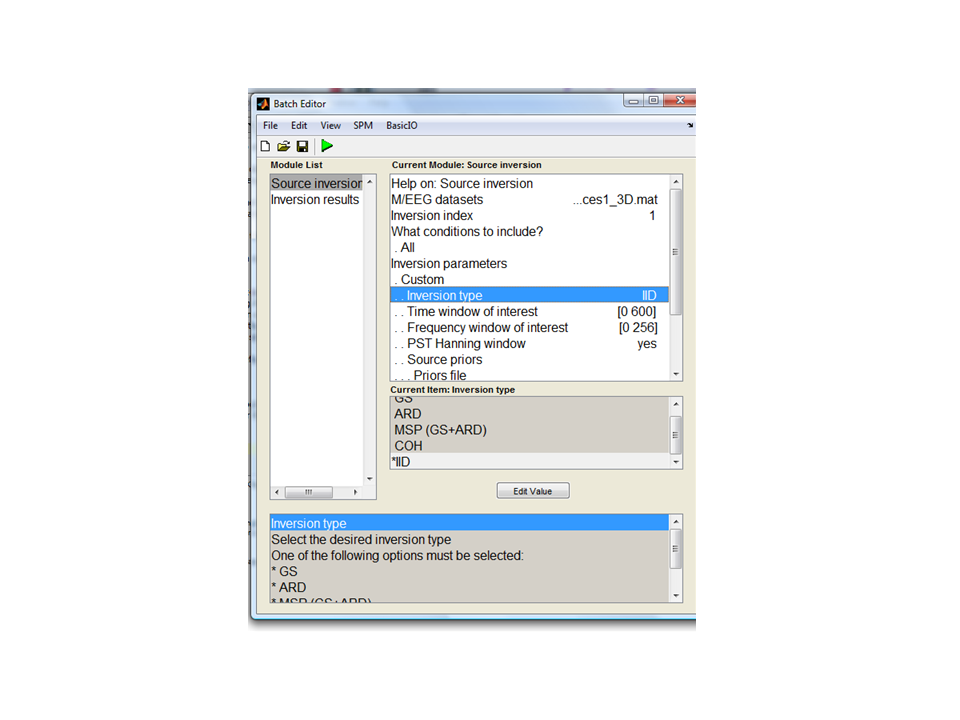 Batch Editor
File Edit View SPM BasicIO
Module List
Source inversior
Inversion results
Current Module: Source inversion
Help on: Source inversion
M/EEG datasets ...ces1_3D.mat
Inversion index 1
What conditions to include?
. All
Inversion parameters
. Custom
. . Inversion type IID
. . Time window of interest [0 600]
. . Frequency window of interest [0 256]
. . PST Hanning window yes
. . Source priors
. . . Priors file
Current Item: Inversion type
GS
ARD
MSP (GS+ARD)
COH
*IID
Edit Value
Inversion type
Select the desired inversion type
One of the following options must be selected:
* GS
* ARD
* MSP (GS+ARD)